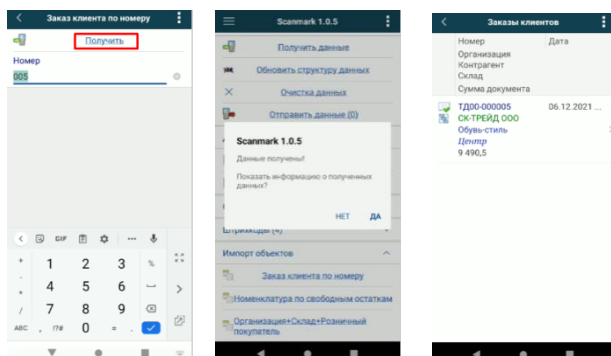 Заказ клиента по номеру
Получить
Номер
005
GIF
1 2 3 %
4 5 6
7 8 9
ABC , !?# 0 = .
Scanmark 1.0.5
Получить данные
Обновить структуру данных
Очистка данных
Отправить данные (0)
Scanmark 1.0.5
Данные получены!
Показать информацию о полученных
данных?
НЕТ ДА
Штрихкоды (4)
Импорт объектов
Заказ клиента по номеру
Номенклатура по свободным остаткам
Организация+Склад+Розничный
покупатель
Заказы клиентов
Номер Дата
Организация
Контрагент
Склад
Сумма документа
ТД00-000005 06.12.2021 ...
СК-ТРЕЙД ООО
Обувь-стиль
Центр
9 490,5